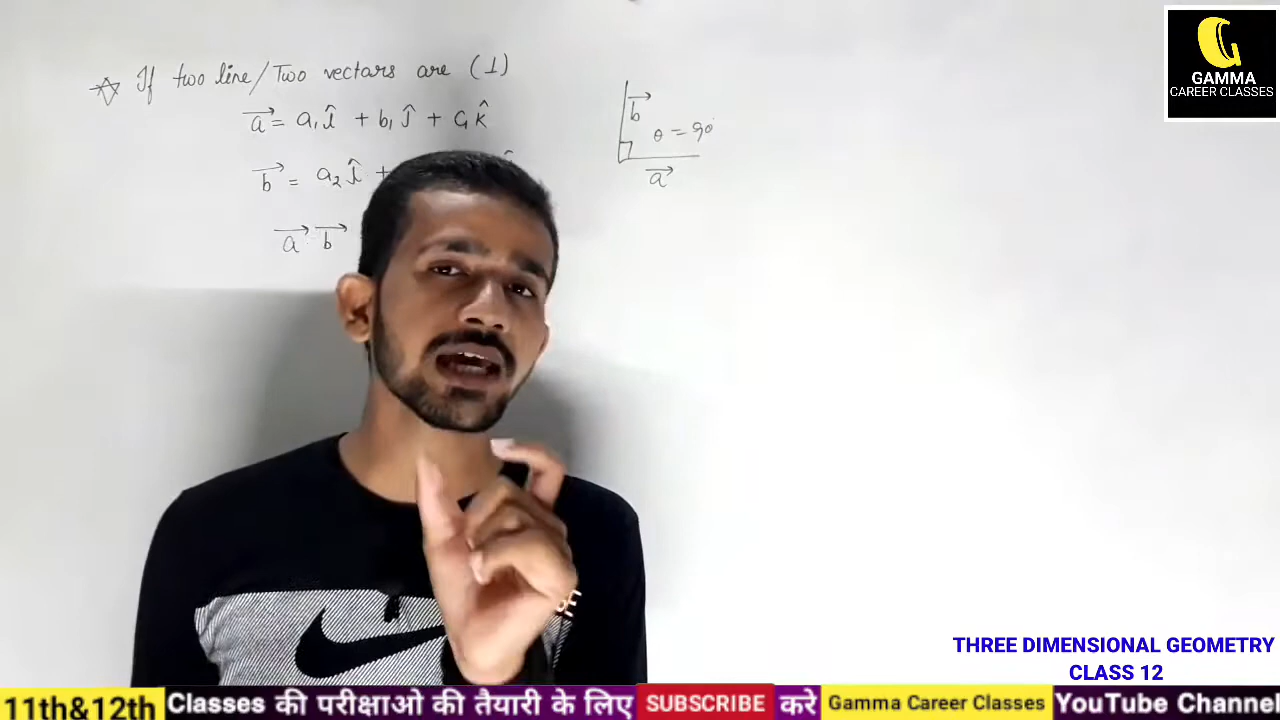 If two line/Two vectars are (⊥)
a⃗ = a₁î + b₁ĵ + c₁k̂
b⃗ = a₂î +
a⃗ b⃗
b⃗
θ = 90°
a⃗
GAMMA
CAREER CLASSES
THREE DIMENSIONAL GEOMETRY
CLASS 12
11th&12th Classes की परीक्षाओ की तैयारी के लिए SUBSCRIBE करे Gamma Career Classes YouTube Channel